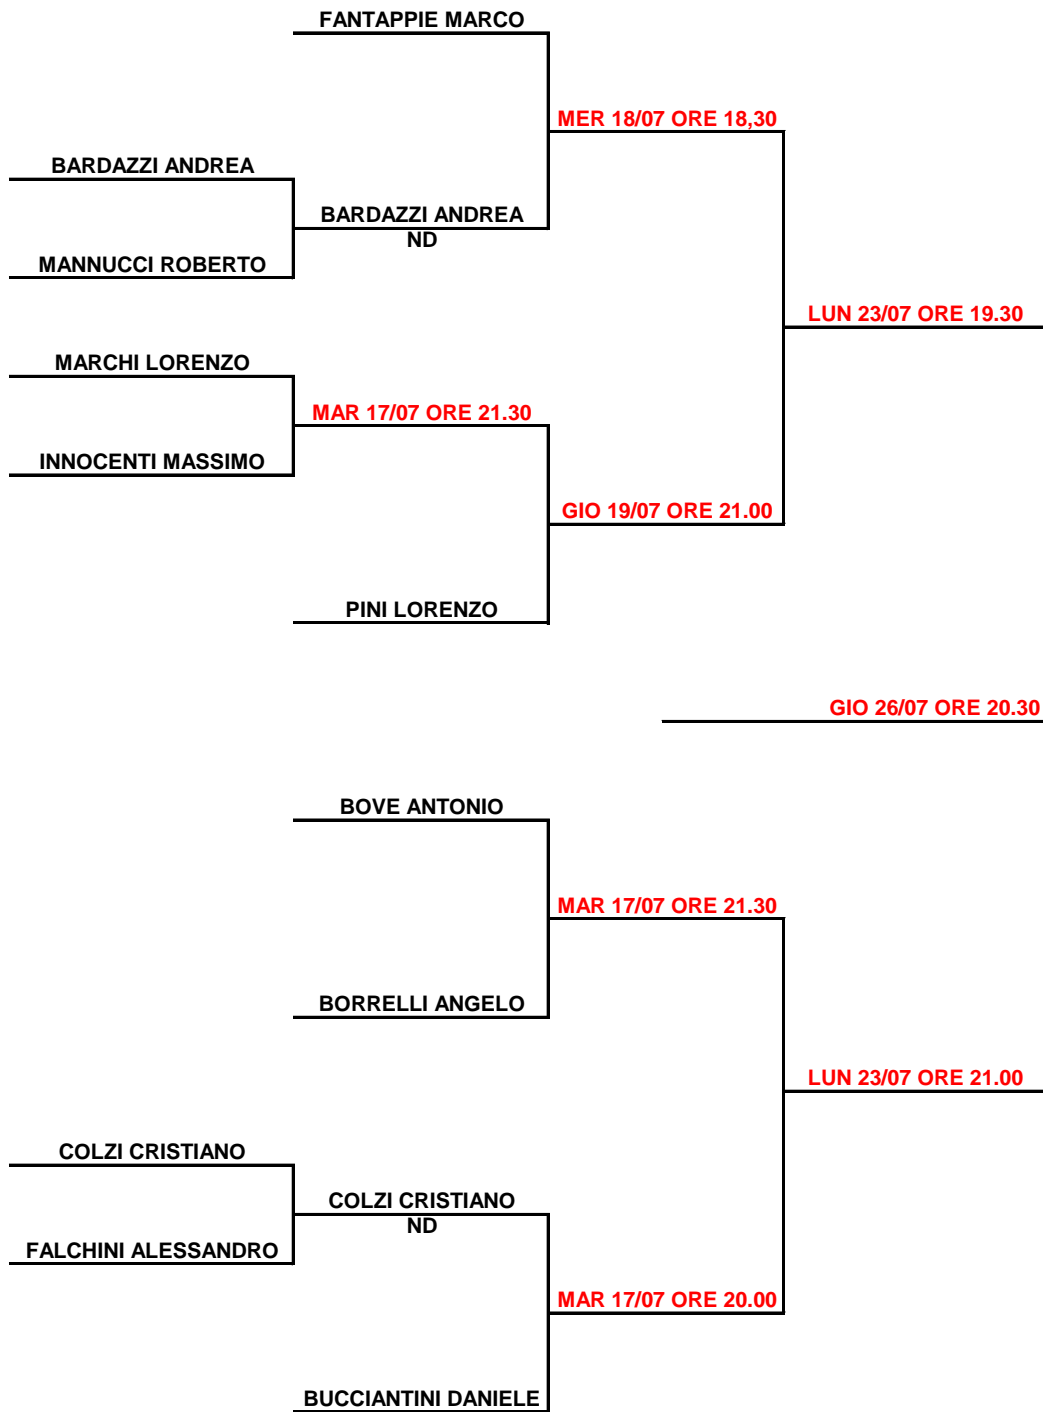 FANTAPPIE MARCO
MER 18/07 ORE 18,30
BARDAZZI ANDREA
BARDAZZI ANDREA
ND
MANNUCCI ROBERTO
LUN 23/07 ORE 19.30
MARCHI LORENZO
MAR 17/07 ORE 21.30
INNOCENTI MASSIMO
GIO 19/07 ORE 21.00
PINI LORENZO
GIO 26/07 ORE 20.30
BOVE ANTONIO
MAR 17/07 ORE 21.30
BORRELLI ANGELO
LUN 23/07 ORE 21.00
COLZI CRISTIANO
COLZI CRISTIANO
ND
FALCHINI ALESSANDRO
MAR 17/07 ORE 20.00
BUCCIANTINI DANIELE